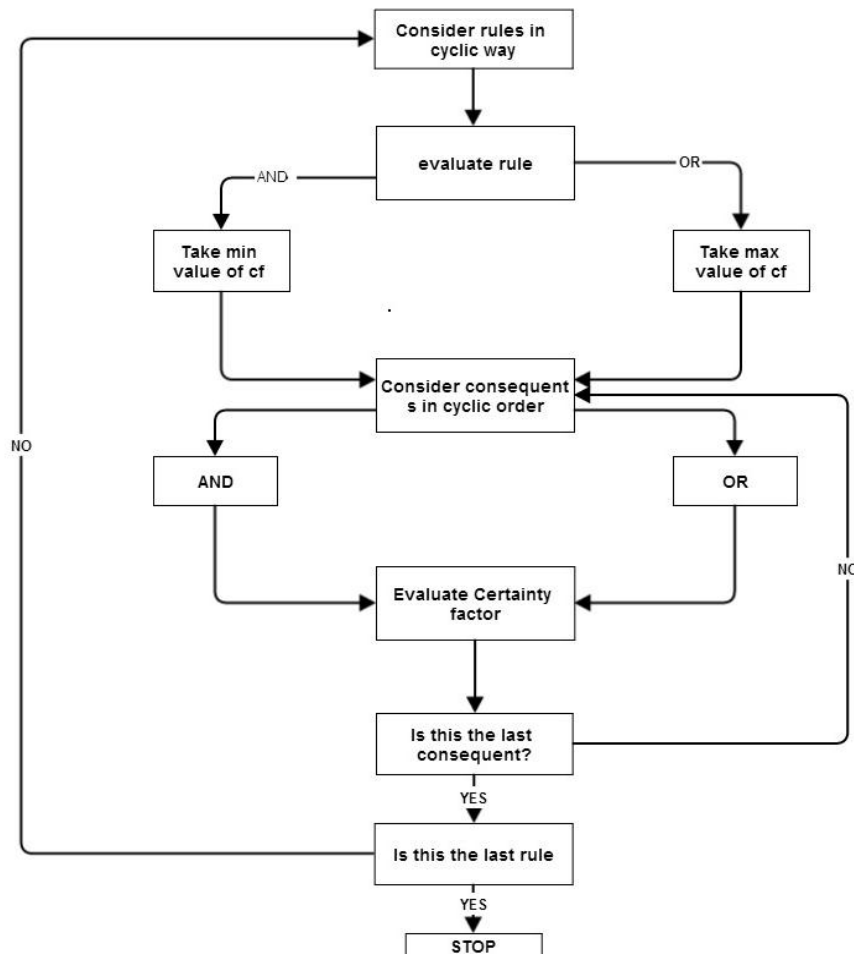 Consider rules in
cyclic way
evaluate rule
AND
OR
Take min
value of cf
Take max
value of cf
Consider consequent
s in cyclic order
NO
AND
OR
Evaluate Certainty
factor
NO
Is this the last
consequent?
YES
Is this the last rule
YES
STOP